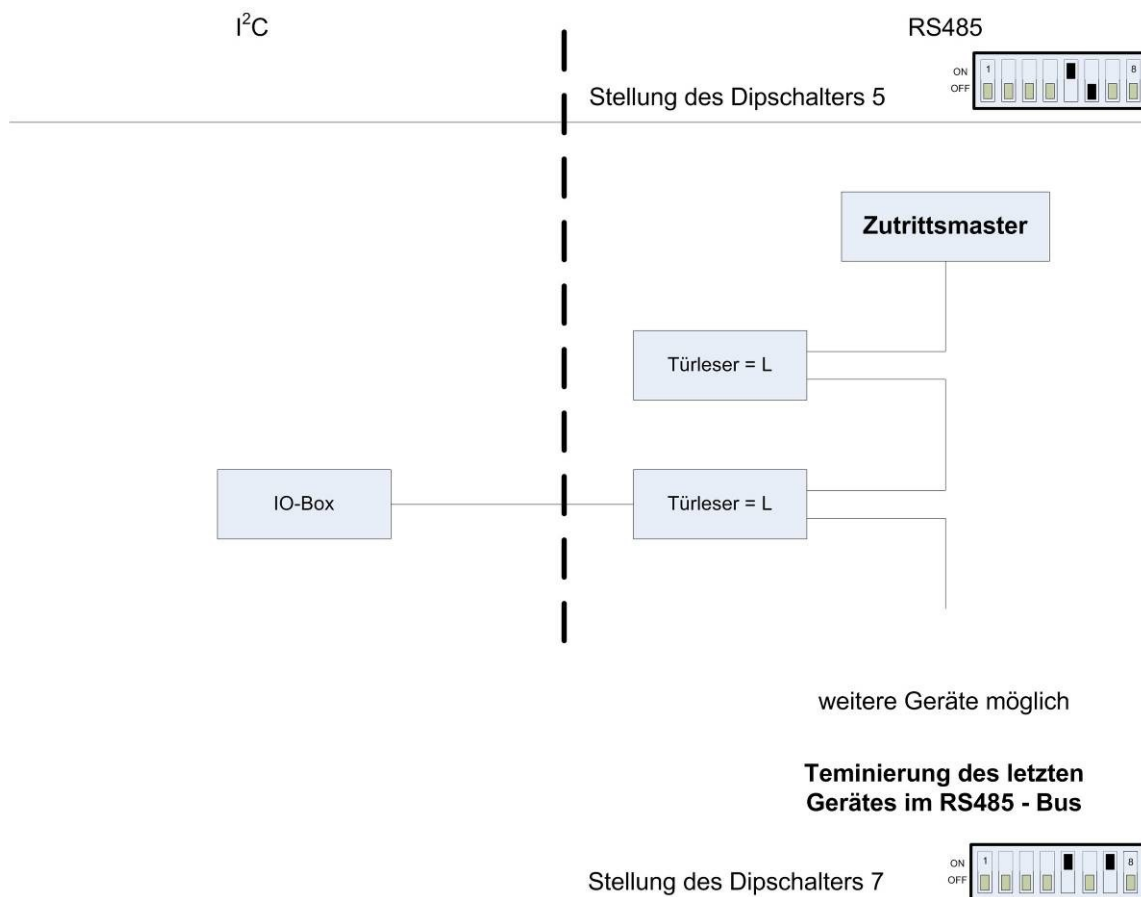 I²C
RS485
ON
OFF
1
8
Stellung des Dipschalters 5
Zutrittsmaster
Türleser = L
IO-Box
Türleser = L
weitere Geräte möglich
Teminierung des letzten
Gerätes im RS485 - Bus
ON
OFF
1
8
Stellung des Dipschalters 7